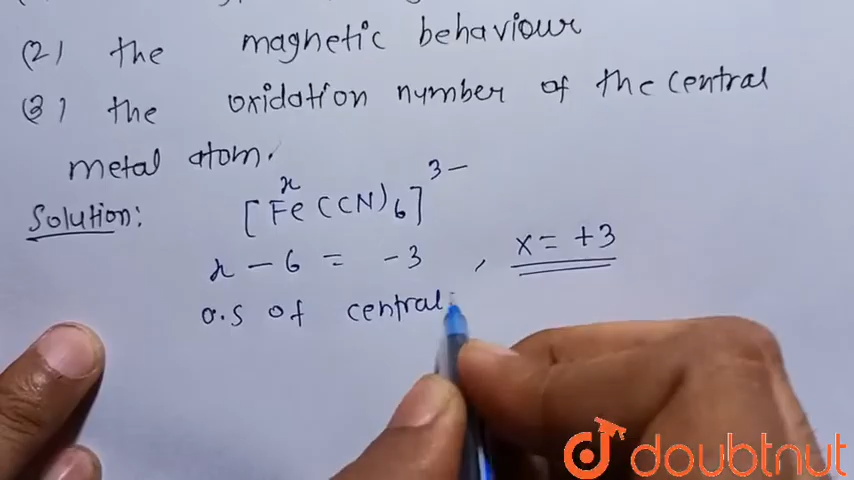 (2) the magnetic behaviour
(3) the oxidation number of the central
metal atom.
Solution: [Fe(CN)6]3-
x
x - 6 = -3 , x = +3
o.s of central
doubtnut